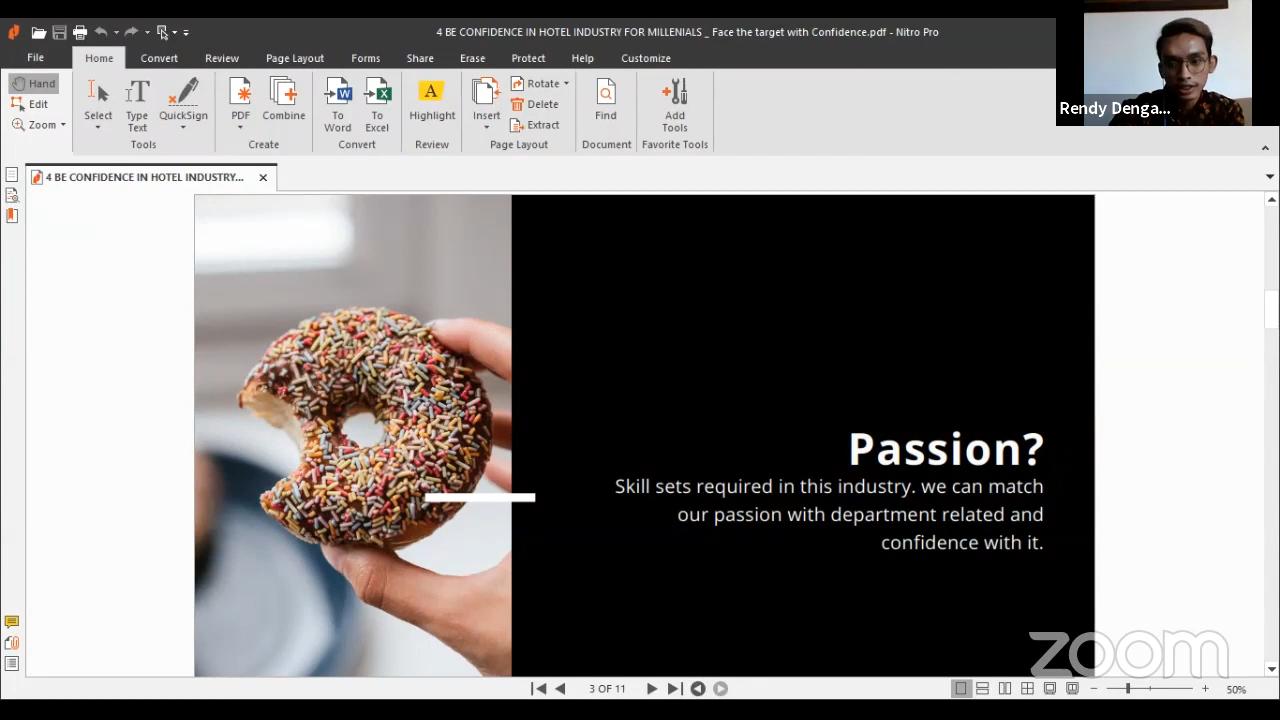 4 BE CONFIDENCE IN HOTEL INDUSTRY FOR MILLENIALS _ Face the target with Confidence.pdf - Nitro Pro
File
Home
Convert
Review
Page Layout
Forms
Share
Erase
Protect
Help
Customize
Rendy Denga...
Hand
Edit
Zoom
Select
Type
Text
QuickSign
Tools
PDF
Combine
Create
To
Word
To
Excel
Convert
Highlight
Review
Insert
Rotate
Delete
Extract
Page Layout
Find
Document
Add
Tools
Favorite Tools
4 BE CONFIDENCE IN HOTEL INDUSTRY...
Passion?
Skill sets required in this industry. we can match
our passion with department related and
confidence with it.
zoom
3 OF 11
50%